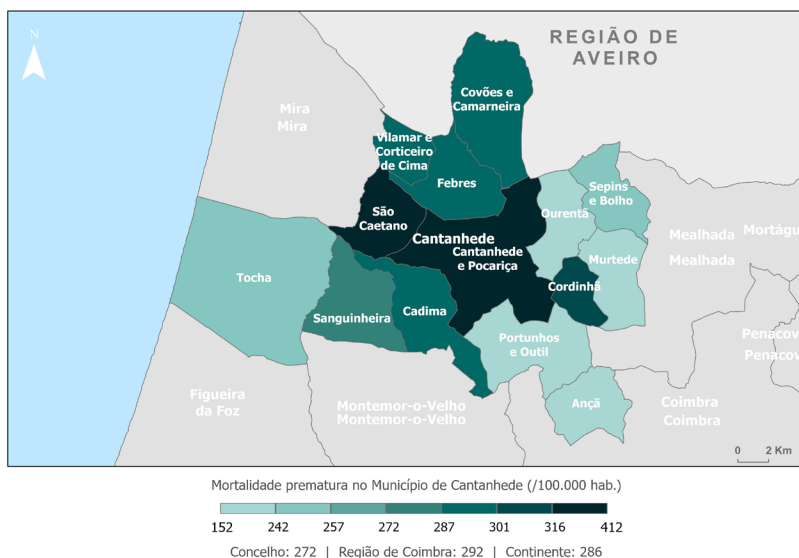 N
REGIÃO DE
AVEIRO
Mira
Mira
Covões e
Camarneira
Vilamar e
Corticeiro
de Cima
Febres
Sepins
e Bolho
Ourentã
São
Caetano
Cantanhede
Cantanhede
e Pocariça
Mealhada
Mortágu
Mealhada
Murtede
Cordinhã
Tocha
Sanguinheira
Cadima
Portunhos
e Outil
Penacov
Penacov
Figueira
da Foz
Montemor-o-Velho
Montemor-o-Velho
Ançã
Coimbra
Coimbra
0 2 Km
Mortalidade prematura no Município de Cantanhede (/100.000 hab.)
152 242 257 272 287 301 316 412
Concelho: 272 | Região de Coimbra: 292 | Continente: 286